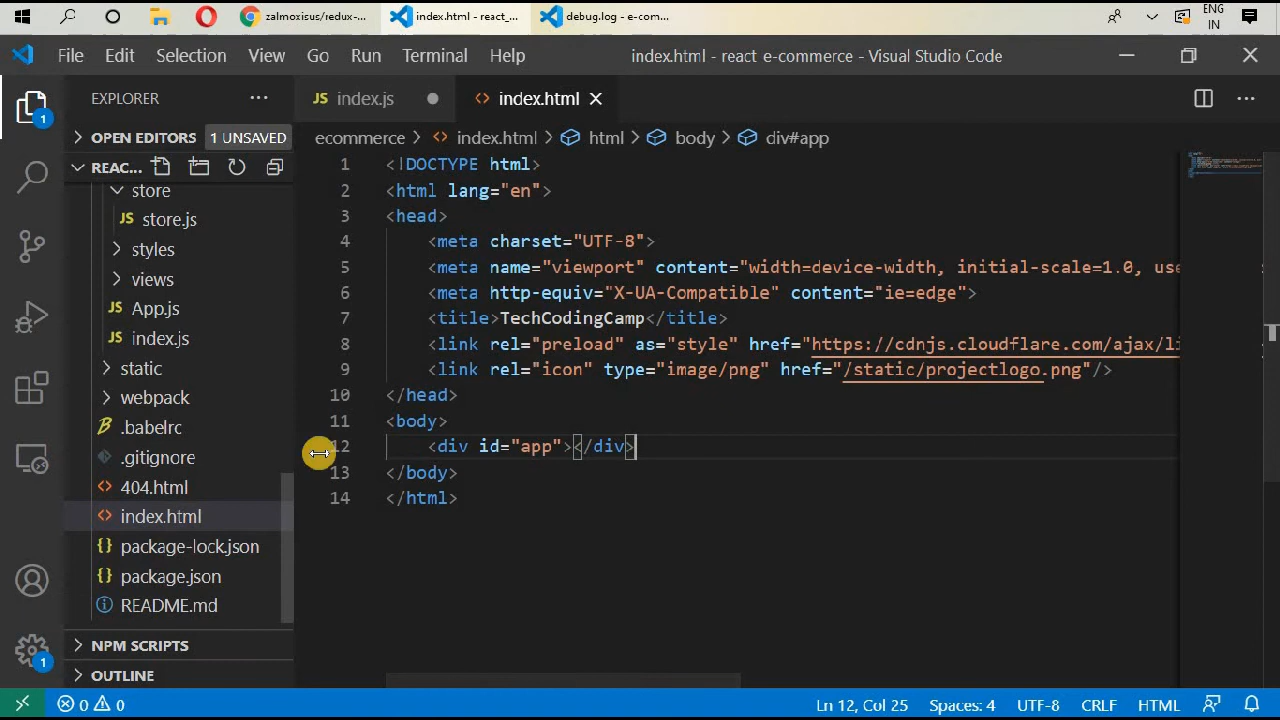 zalmoxisus/redux-...
index.html - react_...
debug.log - e-com...
ENG
IN
File Edit Selection View Go Run Terminal Help
index.html - react e-commerce - Visual Studio Code
EXPLORER
JS index.js
<> index.html
1
OPEN EDITORS 1 UNSAVED
ecommerce > <> index.html > html > body > div#app
REAC...
store
JS store.js
styles
views
JS App.js
JS index.js
static
webpack
.babelrc
.gitignore
<> 404.html
<> index.html
{} package-lock.json
{} package.json
README.md
NPM SCRIPTS
OUTLINE
1
1 <!DOCTYPE html>
2 <html lang="en">
3 <head>
4 <meta charset="UTF-8">
5 <meta name="viewport" content="width=device-width, initial-scale=1.0, use
6 <meta http-equiv="X-UA-Compatible" content="ie=edge">
7 <title>TechCodingCamp</title>
8 <link rel="preload" as="style" href="https://cdnjs.cloudflare.com/ajax/li
9 <link rel="icon" type="image/png" href="/static/projectlogo.png"/>
10 </head>
11 <body>
12 <div id="app"></div>
13 </body>
14 </html>
0 0
Ln 12, Col 25 Spaces: 4 UTF-8 CRLF HTML